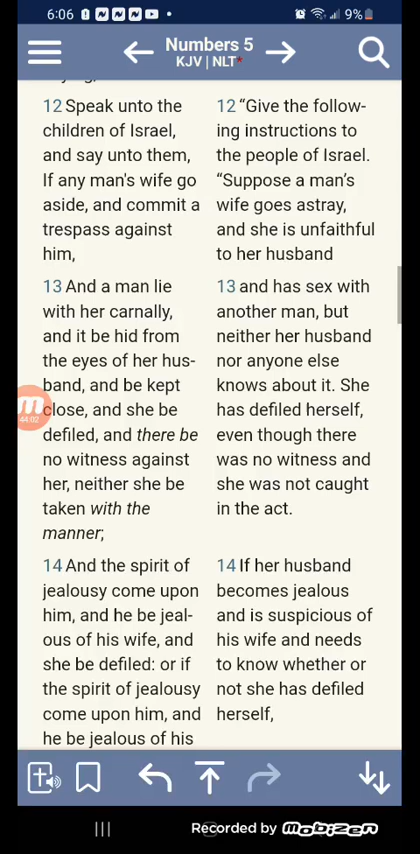 6:06 9%
Numbers 5
KJV | NLT*
12 Speak unto the
children of Israel,
and say unto them,
If any man's wife go
aside, and commit a
trespass against
him,
13 And a man lie
with her carnally,
and it be hid from
the eyes of her hus-
band, and be kept
close, and she be
defiled, and there be
no witness against
her, neither she be
taken with the
manner;
14 And the spirit of
jealousy come upon
him, and he be jeal-
ous of his wife, and
she be defiled: or if
the spirit of jealousy
come upon him, and
he be jealous of his
12 “Give the follow-
ing instructions to
the people of Israel.
“Suppose a man’s
wife goes astray,
and she is unfaithful
to her husband
13 and has sex with
another man, but
neither her husband
nor anyone else
knows about it. She
has defiled herself,
even though there
was no witness and
she was not caught
in the act.
14 If her husband
becomes jealous
and is suspicious of
his wife and needs
to know whether or
not she has defiled
herself,
44:02
Recorded by mobizen